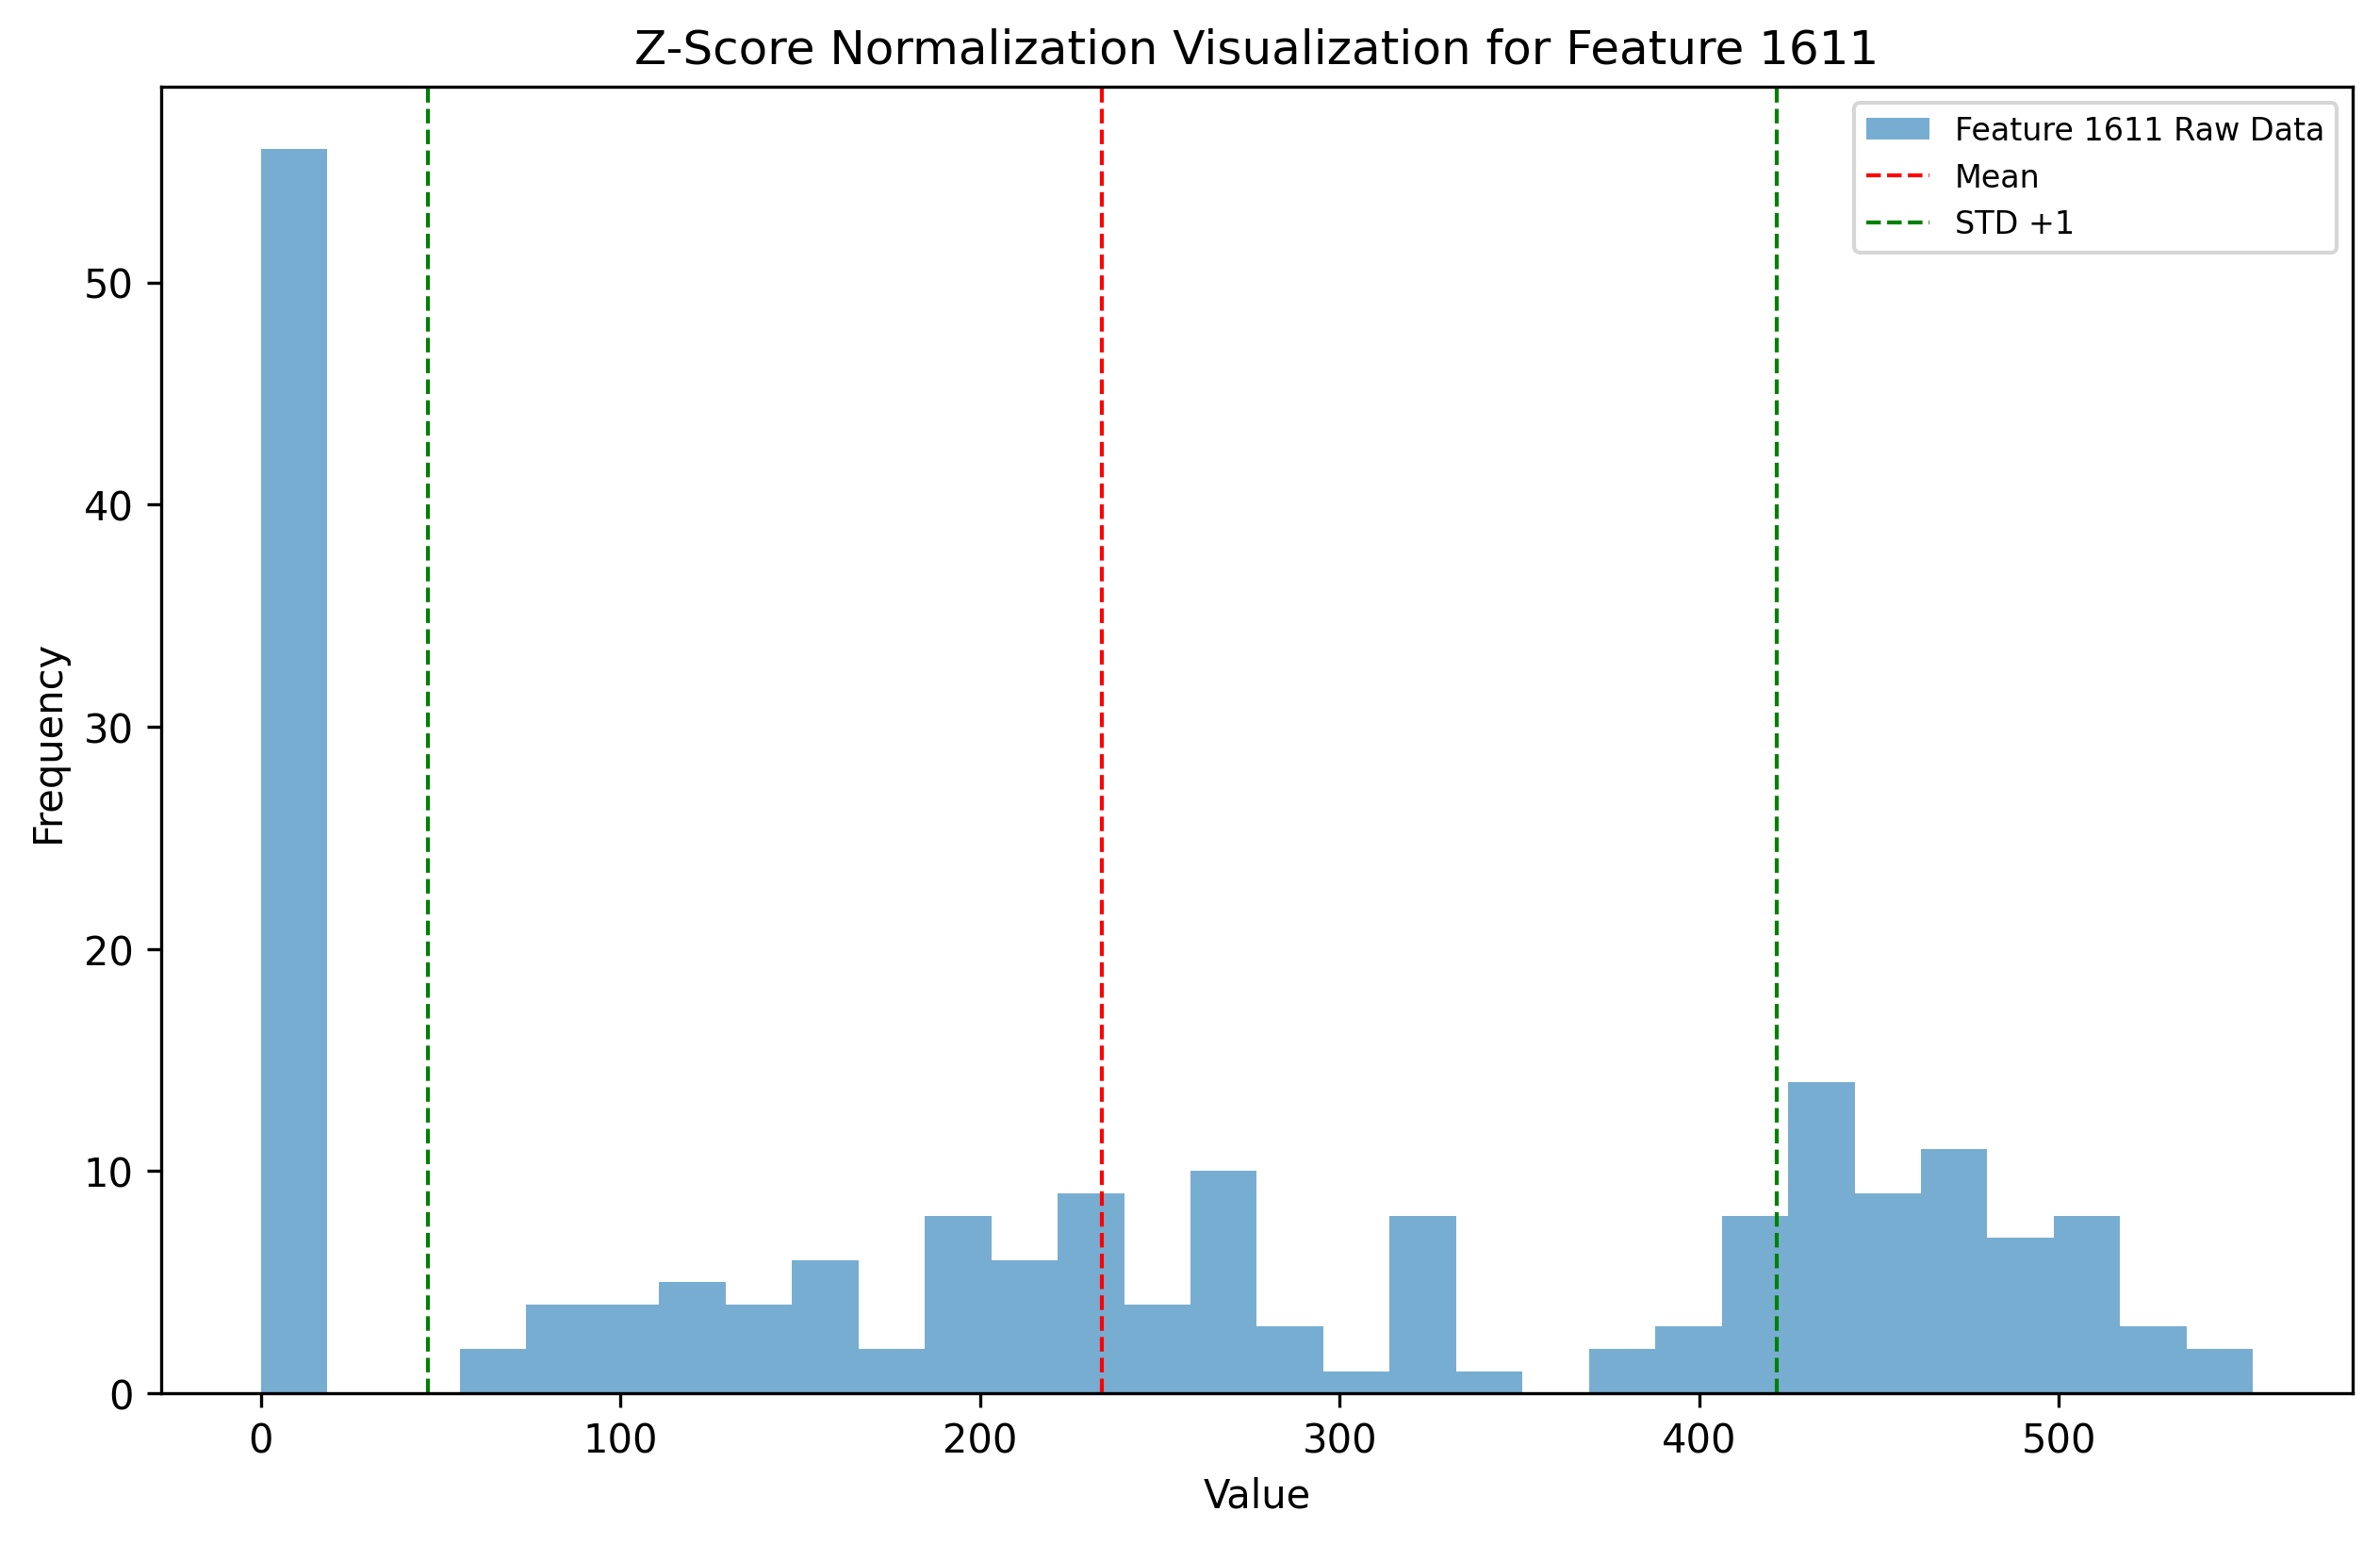 Z-Score Normalization Visualization for Feature 1611
Feature 1611 Raw Data
Mean
STD +1
Frequency
50
40
30
20
10
0
0 100 200 300 400 500
Value